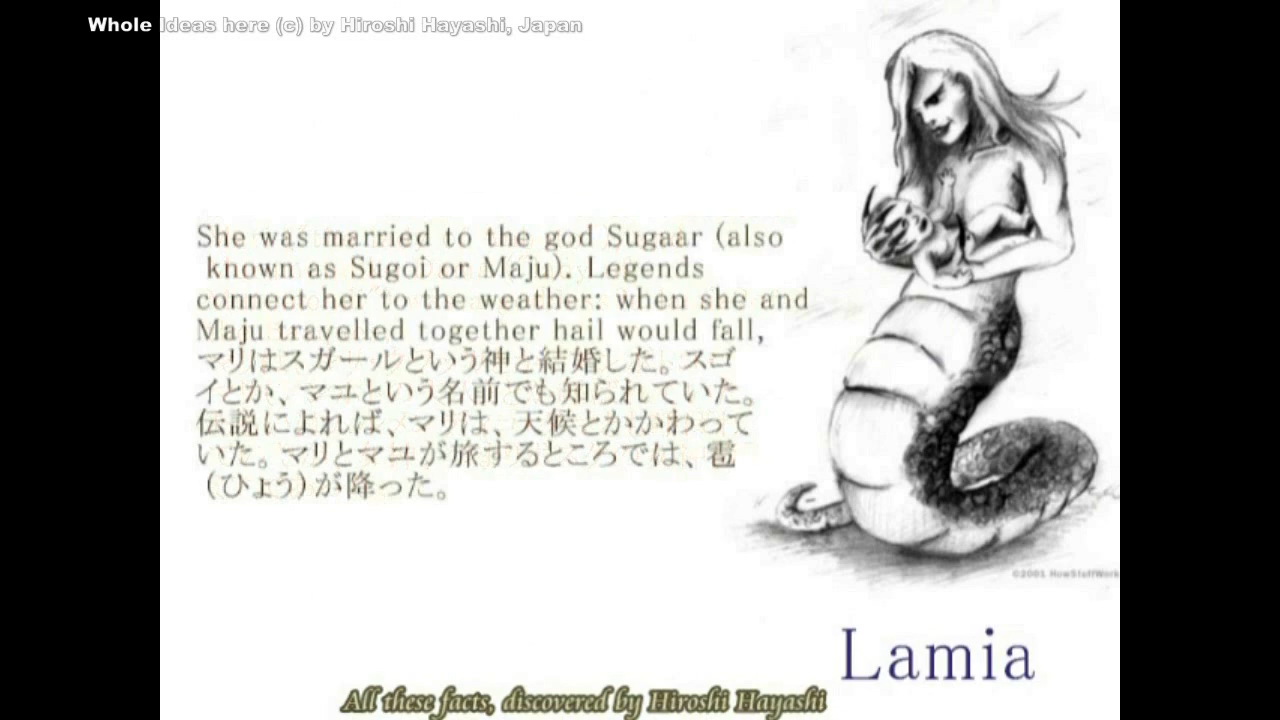 Whole Ideas here (c) by Hiroshi Hayashi, Japan
She was married to the god Sugaar (also
known as Sugoi or Maju). Legends
connect her to the weather: when she and
Maju travelled together hail would fall,
マリはスガールという神と結婚した。スゴ
イとか、マユという名前でも知られていた。
伝説によれば、マリは、天候とかかわって
いた。マリとマユが旅するところでは、雹
（ひょう）が降った。
©2001 HowStuffWork
Lamia
All these facts, discovered by Hiroshi Hayashi